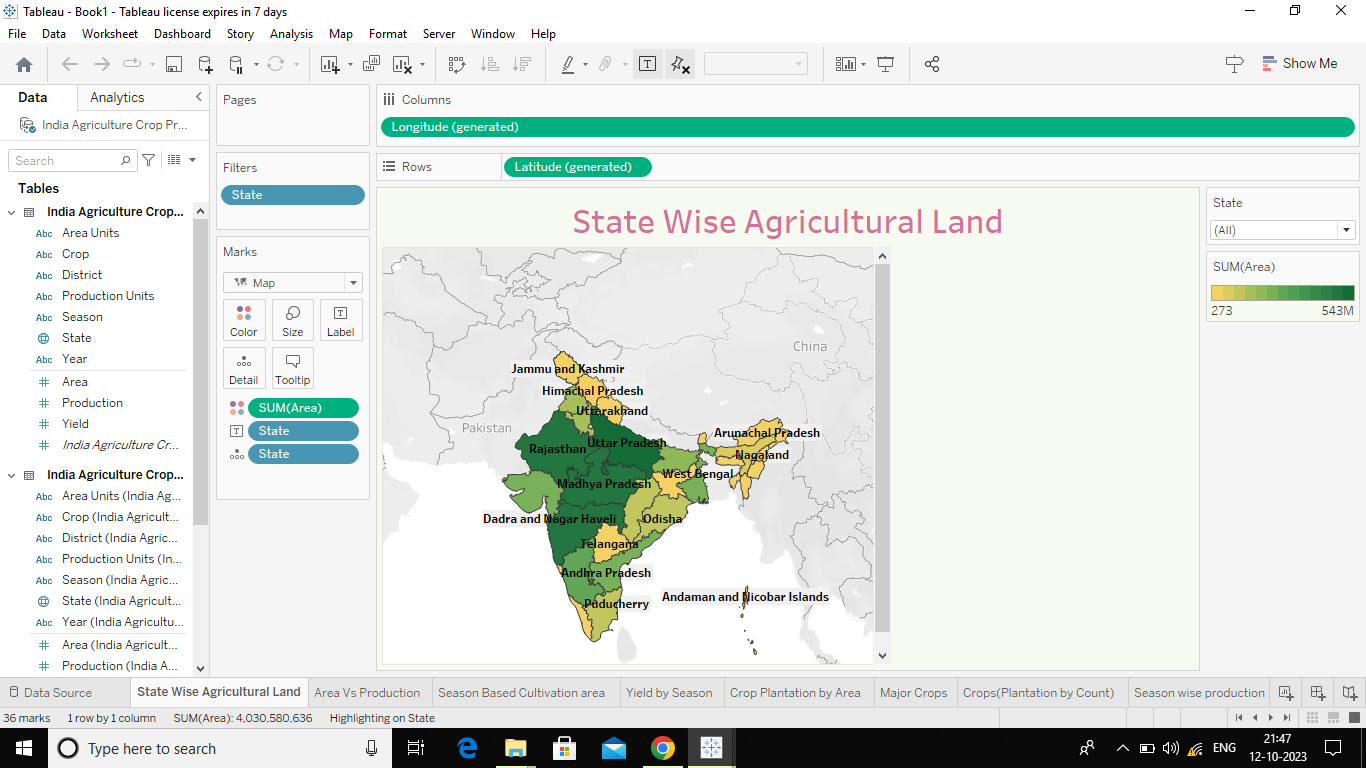 Tableau - Book1 - Tableau license expires in 7 days
File Data Worksheet Dashboard Story Analysis Map Format Server Window Help
Show Me
Data Analytics
India Agriculture Crop Pr...
Search
Tables
India Agriculture Crop...
Abc Area Units
Abc Crop
Abc District
Abc Production Units
Abc Season
State
Abc Year
Area
Production
Yield
India Agriculture Cr...
India Agriculture Crop...
Abc Area Units (India Ag...
Abc Crop (India Agricult...
Abc District (India Agric...
Abc Production Units (In...
Abc Season (India Agric...
State (India Agricult...
Abc Year (India Agricultu...
Area (India Agricult...
Production (India A...
Pages
Filters
State
Marks
Map
Color Size Label
Detail Tooltip
SUM(Area)
State
State
Columns
Longitude (generated)
Rows
Latitude (generated)
State Wise Agricultural Land
China
Jammu and Kashmir
Himachal Pradesh
Uttarakhand
Pakistan
Arunachal Pradesh
Uttar Pradesh
Rajasthan
Nagaland
West Bengal
Madhya Pradesh
Dadra and Nagar Haveli
Odisha
Telangana
Andhra Pradesh
Andaman and Nicobar Islands
Puducherry
State
(All)
SUM(Area)
273 543M
Data Source State Wise Agricultural Land Area Vs Production Season Based Cultivation area Yield by Season Crop Plantation by Area Major Crops Crops(Plantation by Count) Season wise production
36 marks 1 row by 1 column SUM(Area): 4,030,580,636 Highlighting on State
Type here to search
ENG
21:47
12-10-2023